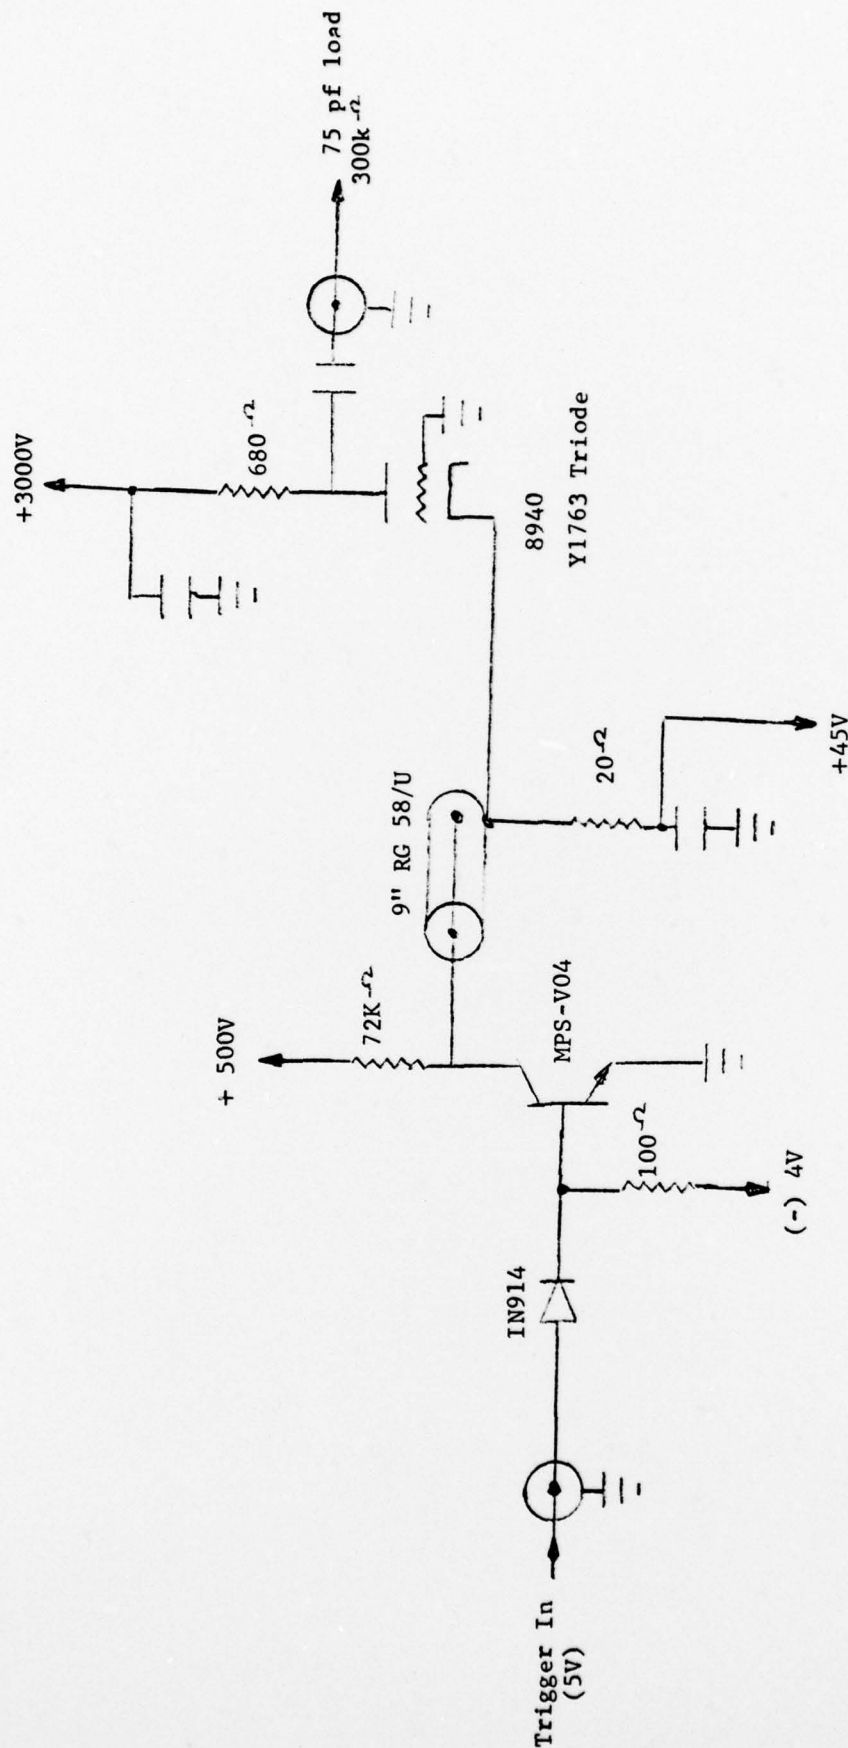 +3000V
680-Ω
75 pf load
300k-Ω
8940
Y1763 Triode
9" RG 58/U
20-Ω
+45V
+ 500V
72K-Ω
MPS-V04
100-Ω
(-) 4V
IN914
Trigger In
(5V)